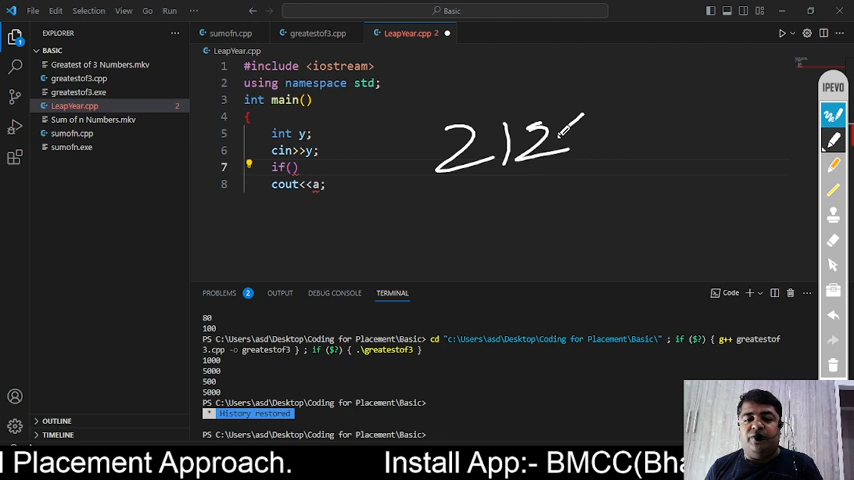 File Edit Selection View Go Run ... Basic
EXPLORER ...
BASIC
Greatest of 3 Numbers.mkv
greatestof3.cpp
greatestof3.exe
LeapYear.cpp 2
Sum of n Numbers.mkv
sumofn.cpp
sumofn.exe
OUTLINE
TIMELINE
sumofn.cpp greatestof3.cpp LeapYear.cpp 2
LeapYear.cpp
1 #include <iostream>
2 using namespace std;
3 int main()
4 {
5 int y;
6 cin>>y;
7 if()
8 cout<<a;
212
IPEVO
PROBLEMS 2 OUTPUT DEBUG CONSOLE TERMINAL Code
80
100
PS C:\Users\asd\Desktop\Coding for Placement\Basic> cd "c:\Users\asd\Desktop\Coding for Placement\Basic\" ; if ($?) { g++ greatestof
3.cpp -o greatestof3 } ; if ($?) { .\greatestof3 }
1000
5000
500
5000
PS C:\Users\asd\Desktop\Coding for Placement\Basic>
* History restored
PS C:\Users\asd\Desktop\Coding for Placement\Basic>
l Placement Approach. Install App:- BMCC(Bha